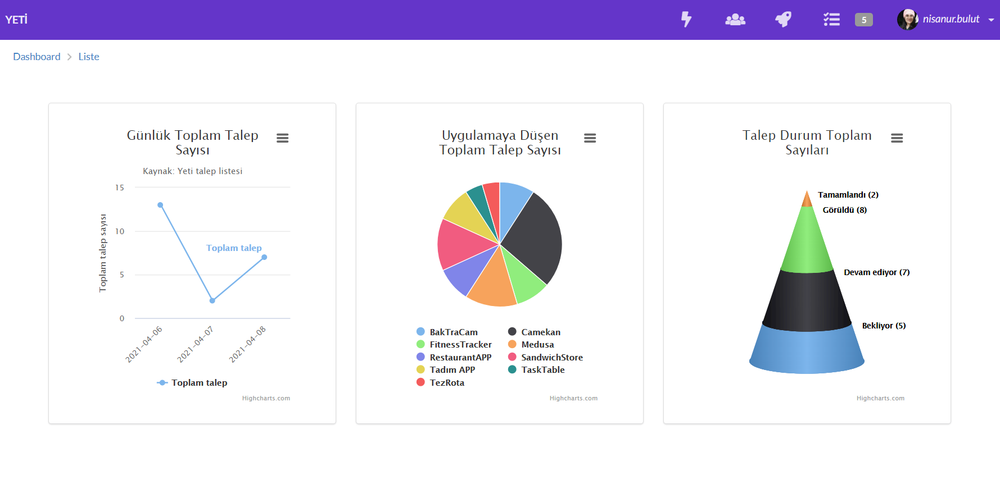 YETİ
5
nisanur.bulut
Dashboard
Liste
Günlük Toplam Talep
Sayısı
Kaynak: Yeti talep listesi
Toplam talep sayısı
15
10
5
0
Toplam talep
2021-04-06
2021-04-07
2021-04-08
Toplam talep
Highcharts.com
Uygulamaya Düşen
Toplam Talep Sayısı
BakTraCam
Camekan
FitnessTracker
Medusa
RestaurantAPP
SandwichStore
Tadım APP
TaskTable
TezRota
Highcharts.com
Talep Durum Toplam
Sayıları
Tamamlandı (2)
Görüldü (8)
Devam ediyor (7)
Bekliyor (5)
Highcharts.com